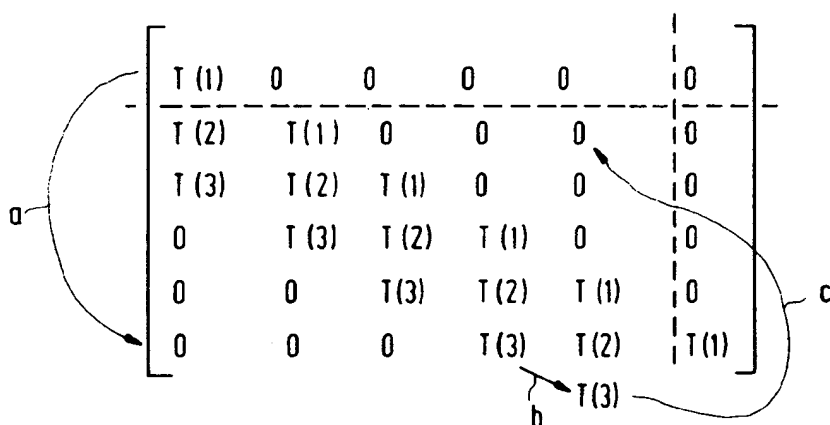 T(1) 0 0 0 0 0
T(2) T(1) 0 0 0 0
T(3) T(2) T(1) 0 0 0
a
0 T(3) T(2) T(1) 0 0
0 0 T(3) T(2) T(1) 0
c
0 0 0 T(3) T(2) T(1)
b T(3)